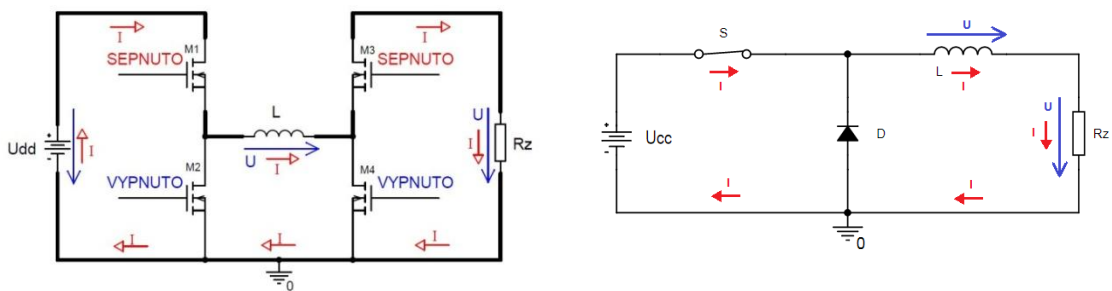 I
I
M1
M3
SEPNUTO
SEPNUTO
L
+
Udd
-
I
U
I
U
I
Rz
M2
M4
VYPNUTO
VYPNUTO
I
I
I
0
S
U
I
L
I
+
Ucc
-
D
U
I
Rz
I
I
0